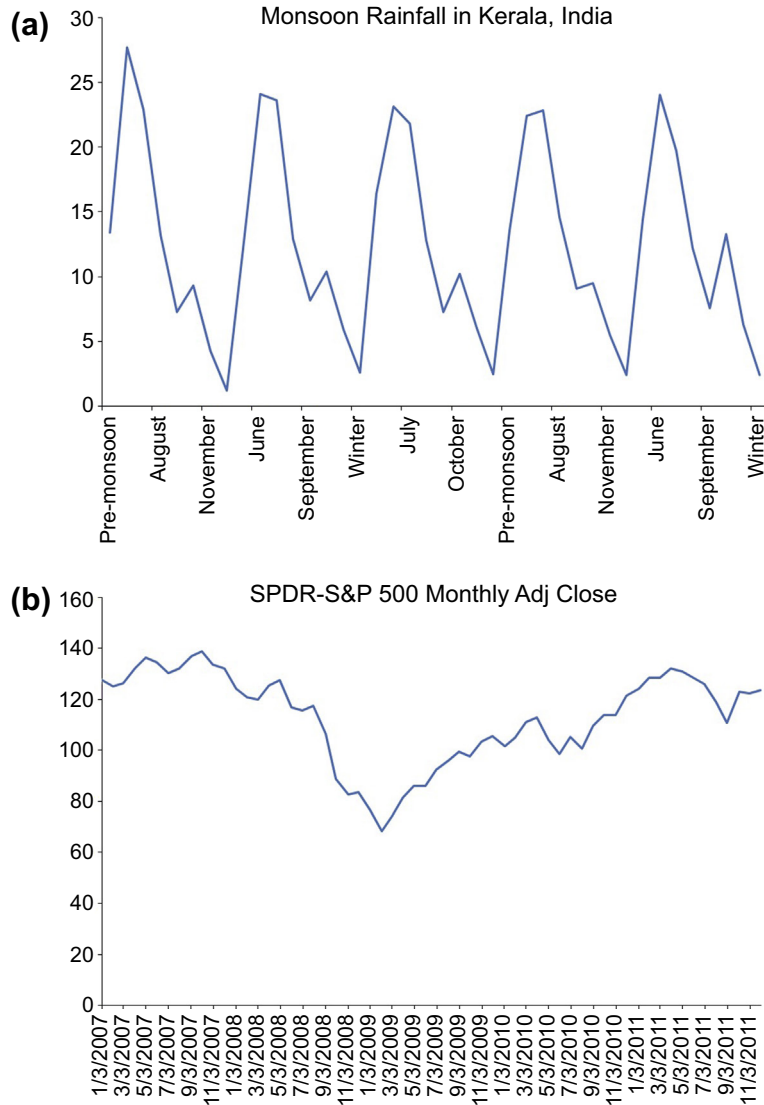 (a)
Monsoon Rainfall in Kerala, India
30
25
20
15
10
5
0
Pre-monsoon
August
November
June
September
Winter
July
October
Pre-monsoon
August
November
June
September
Winter
(b)
SPDR-S&P 500 Monthly Adj Close
160
140
120
100
80
60
40
20
0
1/3/2007
3/3/2007
5/3/2007
7/3/2007
9/3/2007
11/3/2007
1/3/2008
3/3/2008
5/3/2008
7/3/2008
9/3/2008
11/3/2008
1/3/2009
3/3/2009
5/3/2009
7/3/2009
9/3/2009
11/3/2009
1/3/2010
3/3/2010
5/3/2010
7/3/2010
9/3/2010
11/3/2010
1/3/2011
3/3/2011
5/3/2011
7/3/2011
9/3/2011
11/3/2011